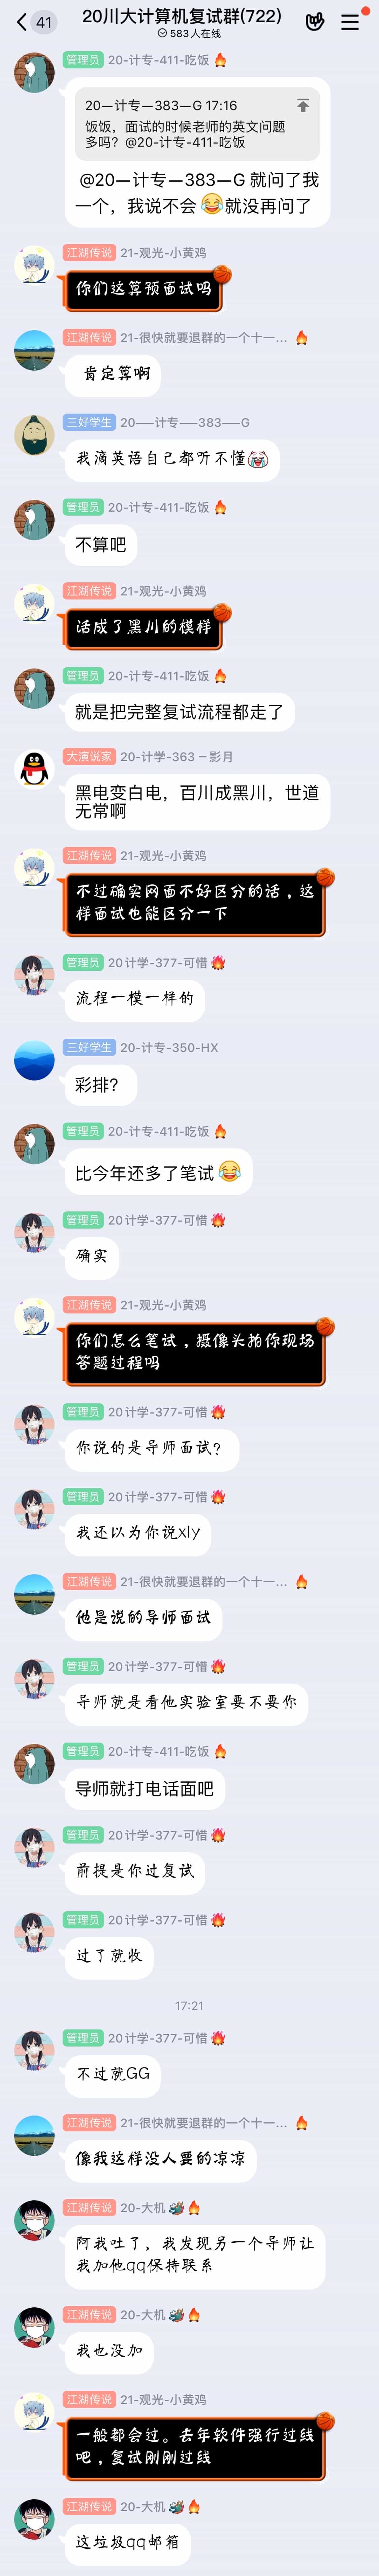 41
20川大计算机复试群(722)
583人在线
管理员 20-计专-411-吃饭
20—计专—383—G 17:16
饭饭，面试的时候老师的英文问题
多吗？@20-计专-411-吃饭
@20—计专—383—G 就问了我
一个，我说不会😂就没再问了
江湖传说 21-观光-小黄鸡
你们这算预面试吗
江湖传说 21-很快就要退群的一个十一...
肯定算啊
三好学生 20—计专—383—G
我滴英语自己都听不懂😭
管理员 20-计专-411-吃饭
不算吧
江湖传说 21-观光-小黄鸡
活成了黑川的模样
管理员 20-计专-411-吃饭
就是把完整复试流程都走了
大演说家 20-计学-363－影月
黑电变白电，百川成黑川，世道
无常啊
江湖传说 21-观光-小黄鸡
不过确实网面不好区分的话，这
样面试也能区分一下
管理员 20计学-377-可惜
流程一模一样的
三好学生 20-计专-350-HX
彩排？
管理员 20-计专-411-吃饭
比今年还多了笔试😂
管理员 20计学-377-可惜
确实
江湖传说 21-观光-小黄鸡
你们怎么笔试，摄像头拍你现场
答题过程吗
管理员 20计学-377-可惜
你说的是导师面试？
管理员 20计学-377-可惜
我还以为你说xly
江湖传说 21-很快就要退群的一个十一...
他是说的导师面试
管理员 20计学-377-可惜
导师就是看他实验室要不要你
管理员 20-计专-411-吃饭
导师就打电话面吧
管理员 20计学-377-可惜
前提是你过复试
管理员 20计学-377-可惜
过了就收
17:21
管理员 20计学-377-可惜
不过就GG
江湖传说 21-很快就要退群的一个十一...
像我这样没人要的凉凉
江湖传说 20-大机
阿我吐了，我发现另一个导师让
我加他qq保持联系
江湖传说 20-大机
我也没加
江湖传说 21-观光-小黄鸡
一般都会过。去年软件强行过线
吧，复试刚刚过线
江湖传说 20-大机
这垃圾qq邮箱